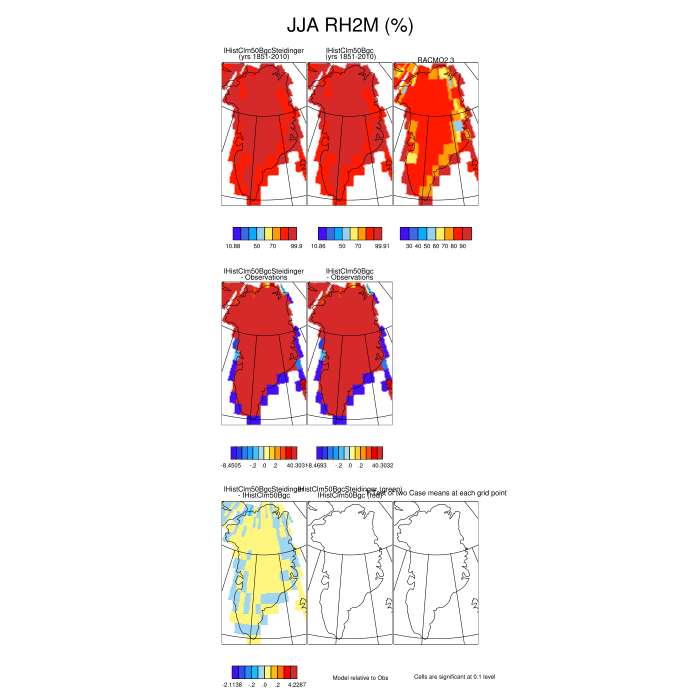 JJA RH2M (%)
IHistClm50BgcSteidinger
(yrs 1851-2010)
IHistClm50Bgc
(yrs 1851-2010)
RACMO2.3
10.88 50 70 99.9
10.86 50 70 99.91
30 40 50 60 70 80 90
IHistClm50BgcSteidinger
- Observations
IHistClm50Bgc
- Observations
-8.4505 -.2 .0 .2 40.3031
-8.4693 -.2 .0 .2 40.3032
IHistClm50BgcSteidinger
- IHistClm50Bgc
IHistClm50BgcSteidinger (green)
IHistClm50Bgc (red)
of two Case means at each grid point
-2.1138 -.2 .0 .2 4.2287
Model relative to Obs
Cells are significant at 0.1 level